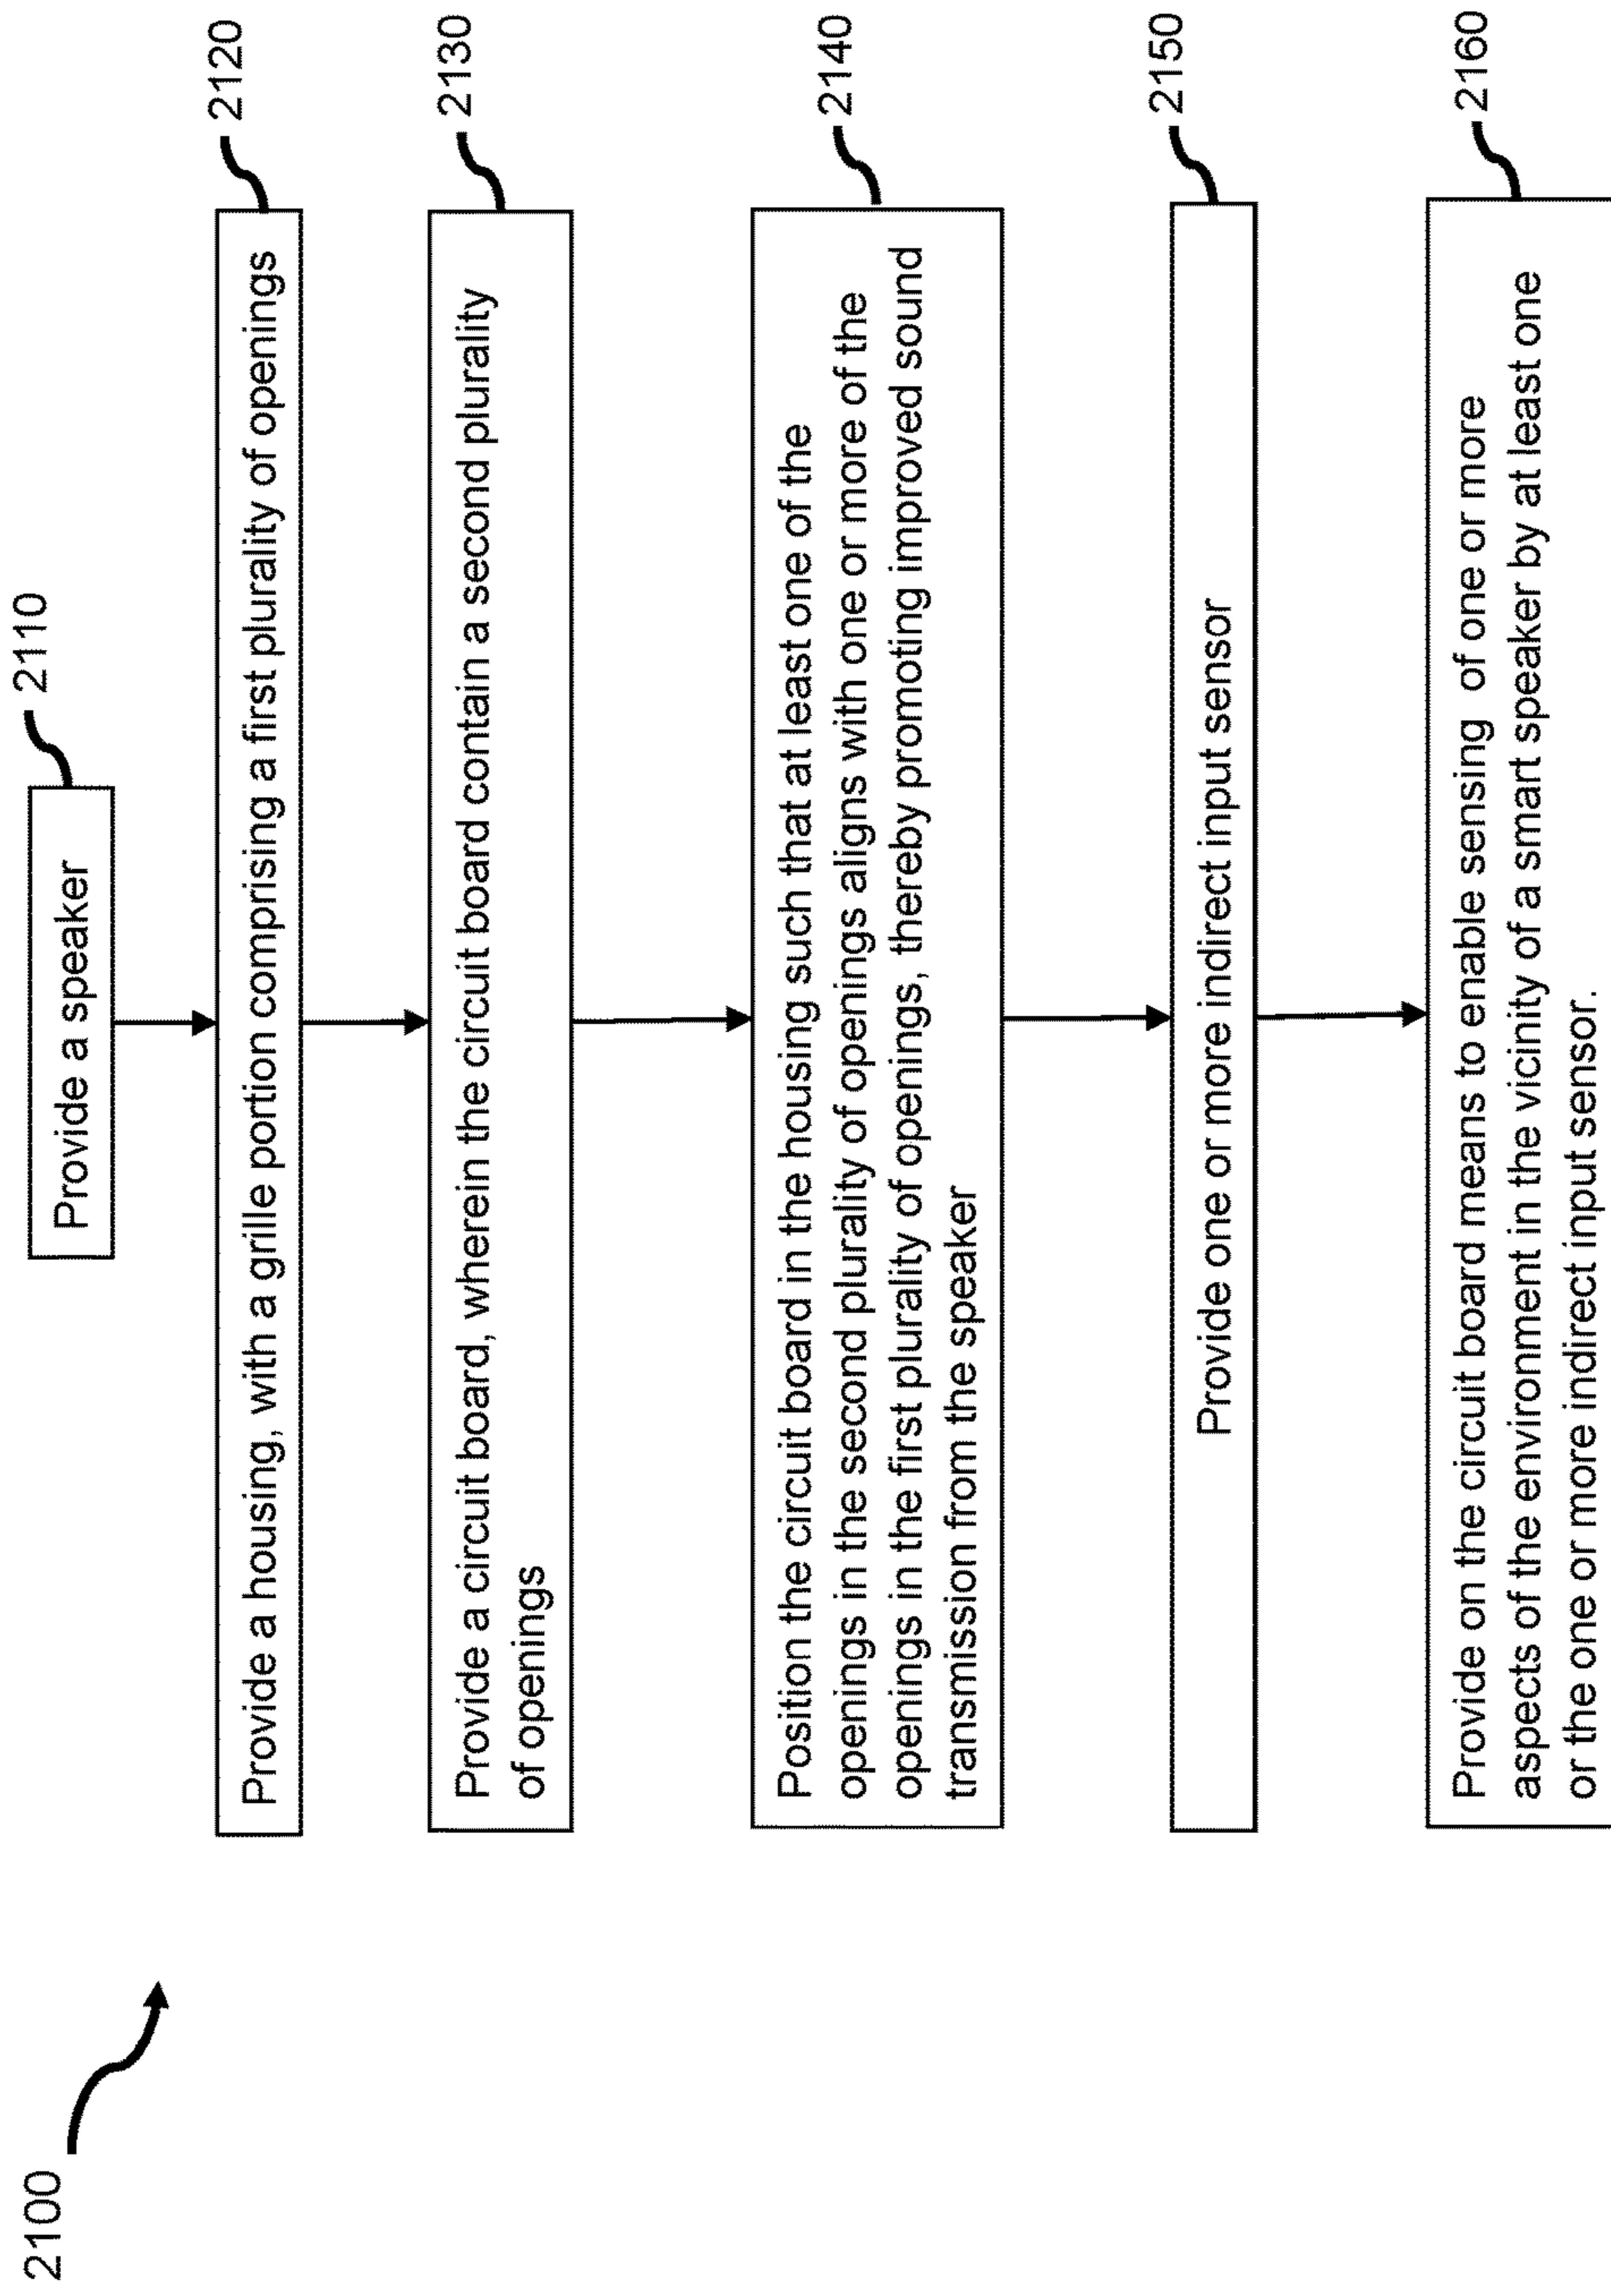 2100
2110
Provide a speaker
2120
Provide a housing, with a grille portion comprising a first plurality of openings
2130
Provide a circuit board, wherein the circuit board contain a second plurality
of openings
2140
Position the circuit board in the housing such that at least one of the
openings in the second plurality of openings aligns with one or more of the
openings in the first plurality of openings, thereby promoting improved sound
transmission from the speaker
2150
Provide one or more indirect input sensor
2160
Provide on the circuit board means to enable sensing of one or more
aspects of the environment in the vicinity of a smart speaker by at least one
or the one or more indirect input sensor.